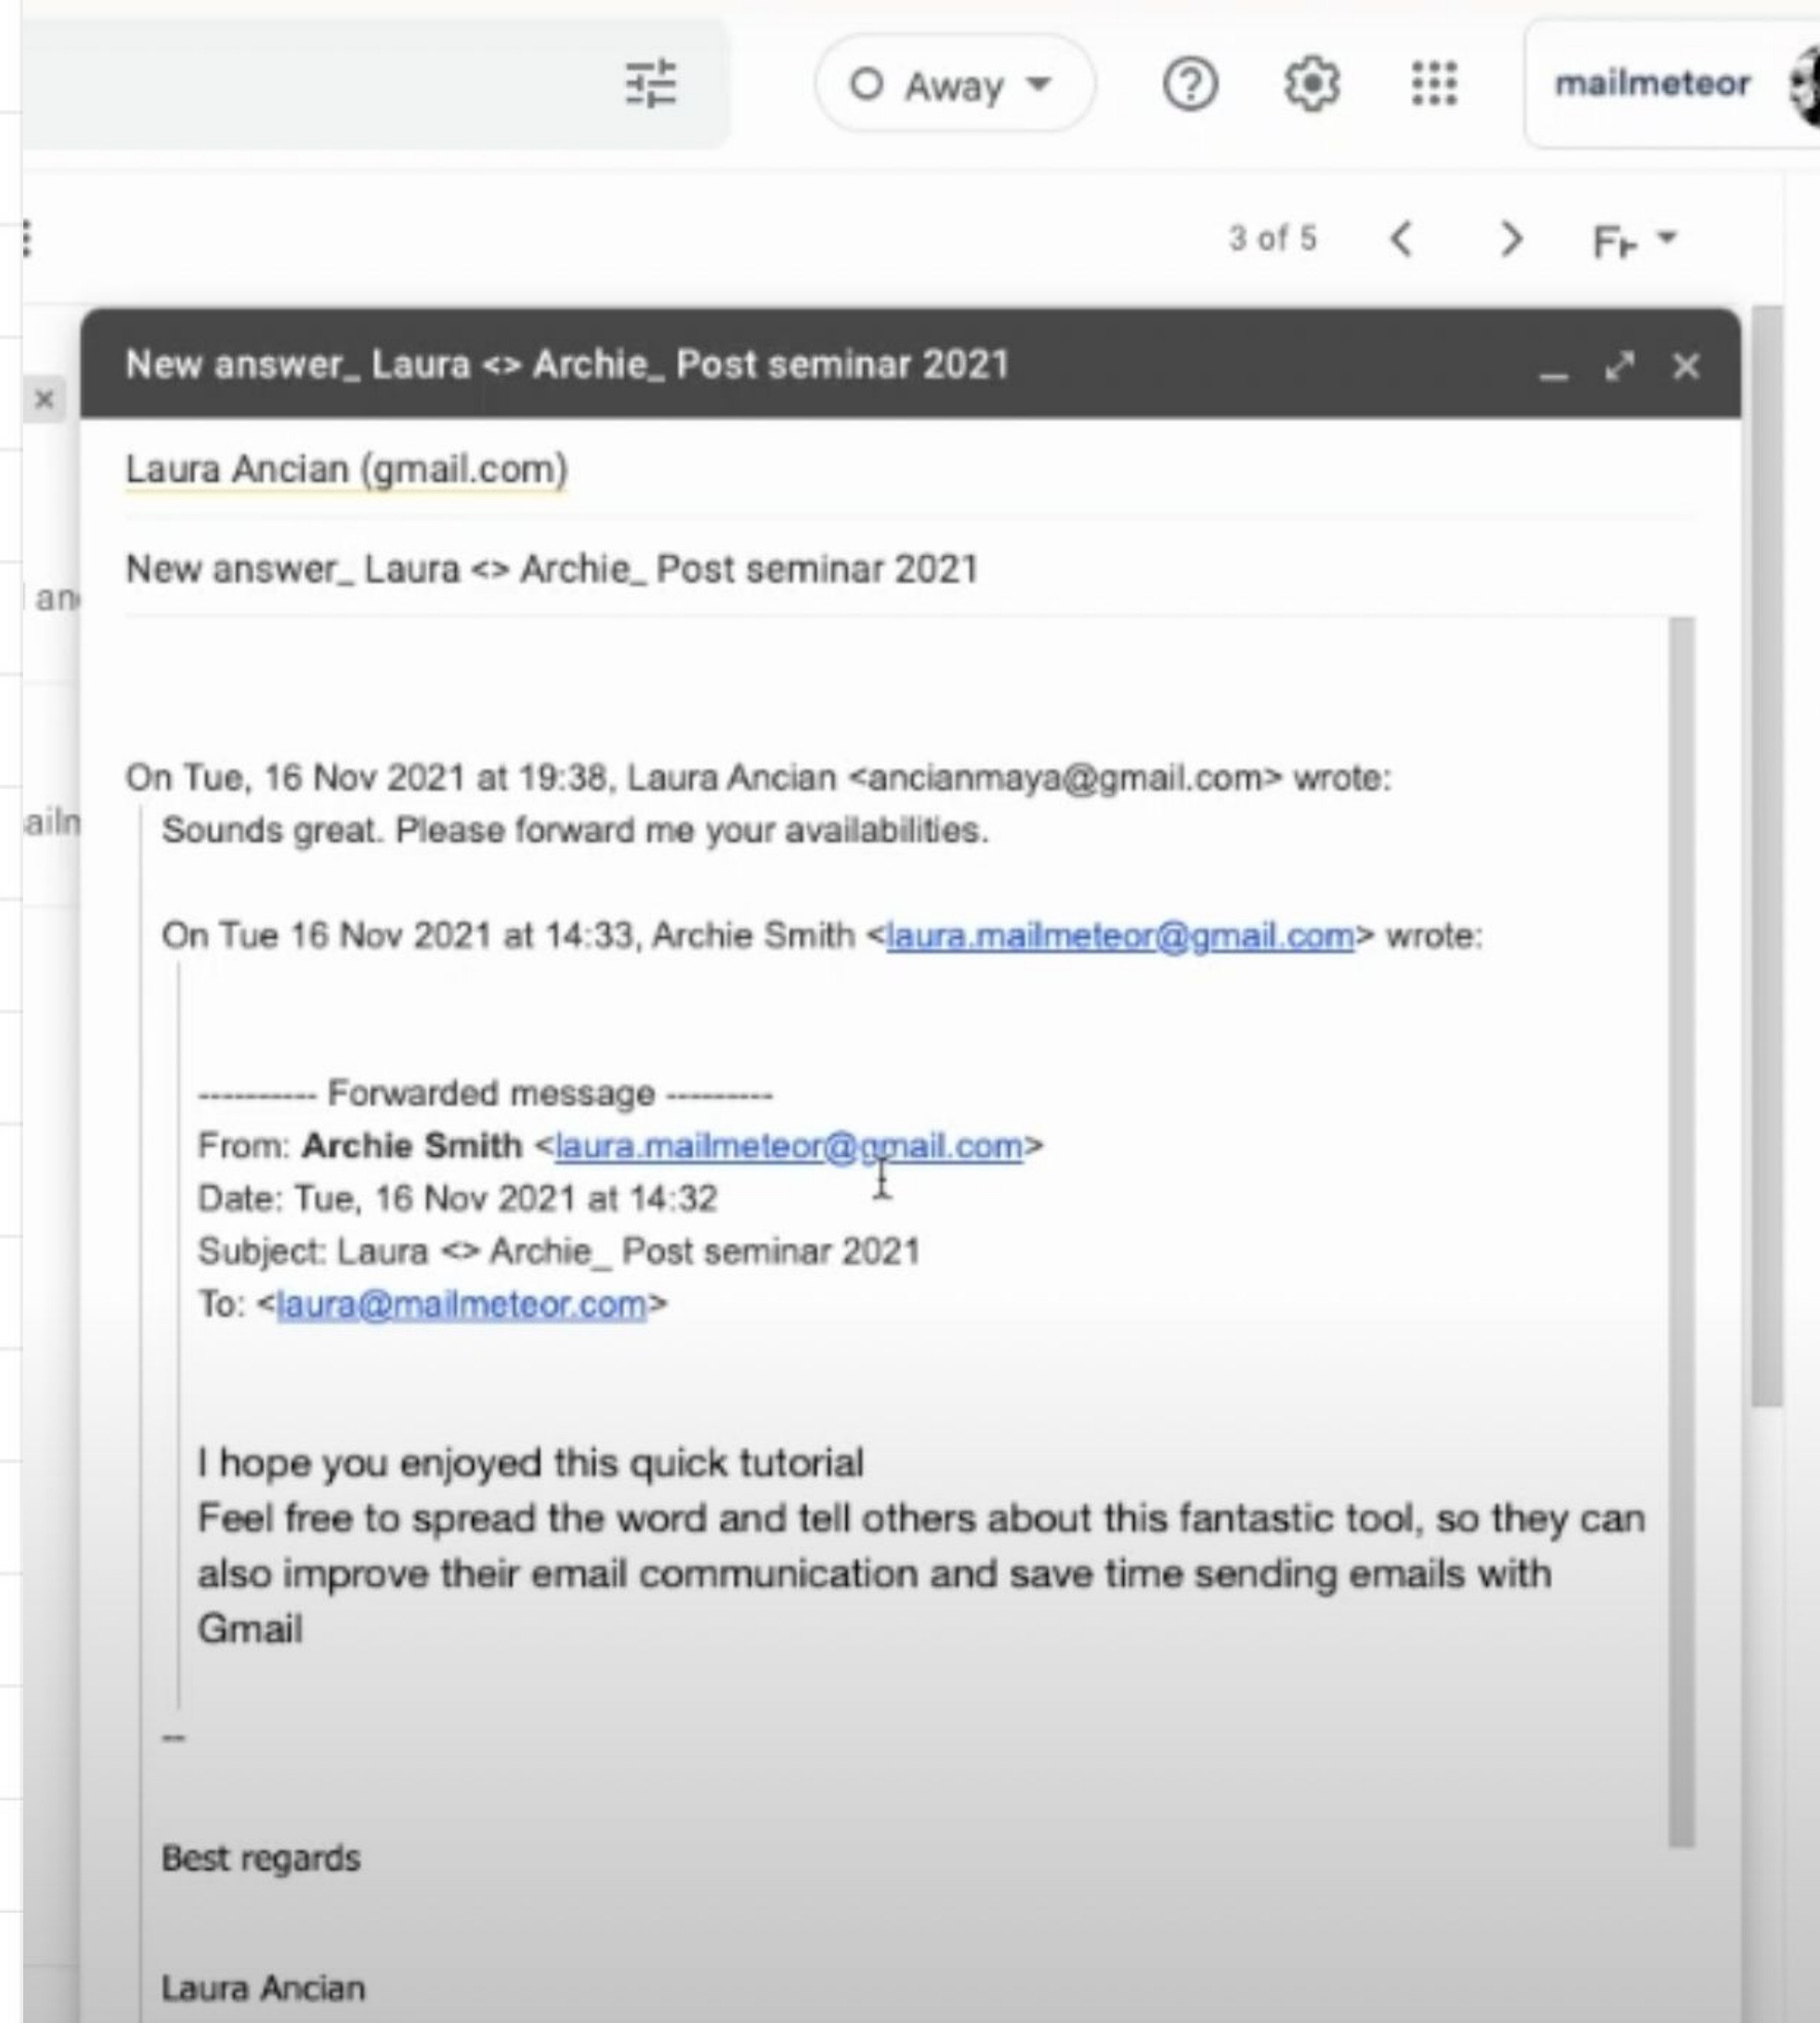 Away
mailmeteor
3 of 5
New answer_ Laura <> Archie_ Post seminar 2021
Laura Ancian (gmail.com)
New answer_ Laura <> Archie_ Post seminar 2021
On Tue, 16 Nov 2021 at 19:38, Laura Ancian <ancianmaya@gmail.com> wrote:
Sounds great. Please forward me your availabilities.
On Tue 16 Nov 2021 at 14:33, Archie Smith <laura.mailmeteor@gmail.com> wrote:
---------- Forwarded message ---------
From: Archie Smith <laura.mailmeteor@gmail.com>
Date: Tue, 16 Nov 2021 at 14:32
Subject: Laura <> Archie_ Post seminar 2021
To: <laura@mailmeteor.com>
I hope you enjoyed this quick tutorial
Feel free to spread the word and tell others about this fantastic tool, so they can
also improve their email communication and save time sending emails with
Gmail
--
Best regards
Laura Ancian